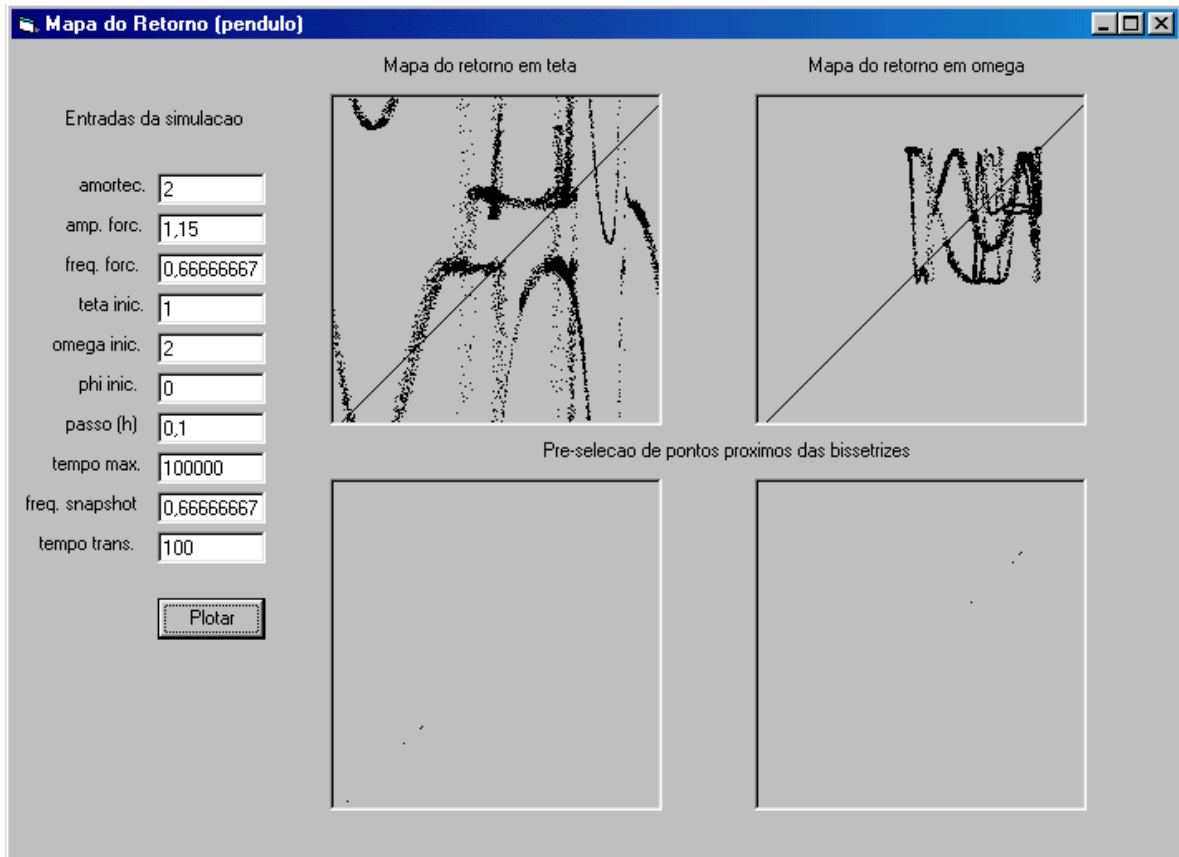 Mapa do Retorno (pendulo)
Mapa do retorno em teta
Mapa do retorno em omega
Entradas da simulacao
amortec. 2
amp. forc. 1,15
freq. forc. 0,66666667
teta inic. 1
omega inic. 2
phi inic. 0
passo (h) 0,1
tempo max. 100000
freq. snapshot 0,66666667
tempo trans. 100
Plotar
Pre-selecao de pontos proximos das bissetrizes